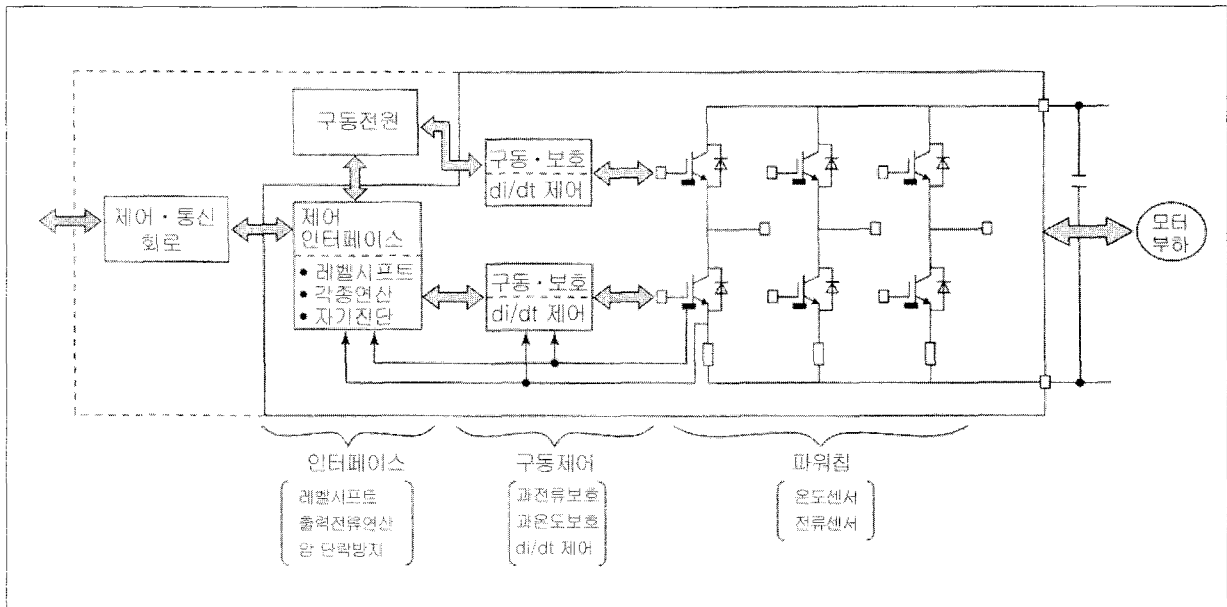 구동전원
구동·보호
di/dt 제어
제어·통신
회로
제어
인터페이스
• 레벨시프트
• 각종연산
• 자기진단
구동·보호
di/dt 제어
모터
부하
인터페이스
레벨시프트
출력전류연산
암 단락방지
구동제어
과전류보호
과온도보호
di/dt 제어
파워칩
온도센서
전류센서